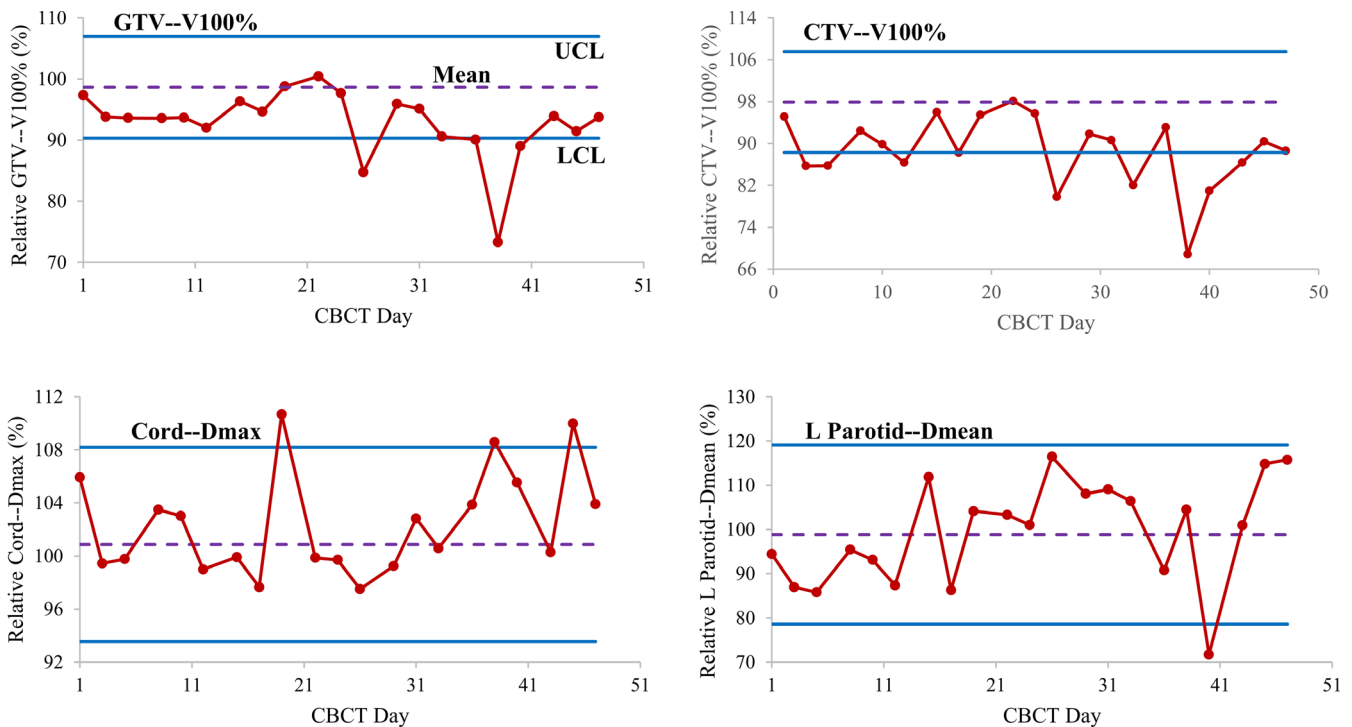 GTV--V100%
UCL
Mean
LCL
Relative GTV--V100% (%)
110
100
90
80
70
1 11 21 31 41 51
CBCT Day
CTV--V100%
Relative CTV--V100% (%)
114
106
98
90
82
74
66
0 10 20 30 40 50
CBCT Day
Cord--Dmax
Relative Cord--Dmax (%)
112
108
104
100
96
92
1 11 21 31 41 51
CBCT Day
L Parotid--Dmean
Relative L Parotid--Dmean (%)
130
120
110
100
90
80
70
1 11 21 31 41 51
CBCT Day